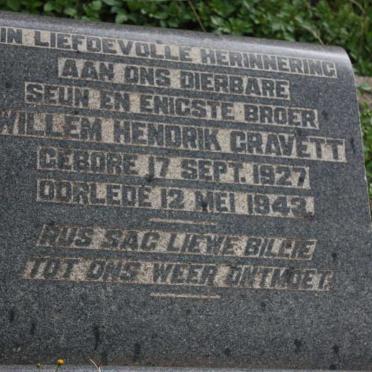 IN LIEFDEVOLLE HERINNERING
AAN ONS DIERBARE
SEUN EN ENIGSTE BROER
WILLEM HENDRIK GRAVETT
GEBORE 17 SEPT. 1927
OORLEDE 12 MEI 1943.
RUS SAG LIEWE BILLIE
TOT ONS WEER ONTMOET.